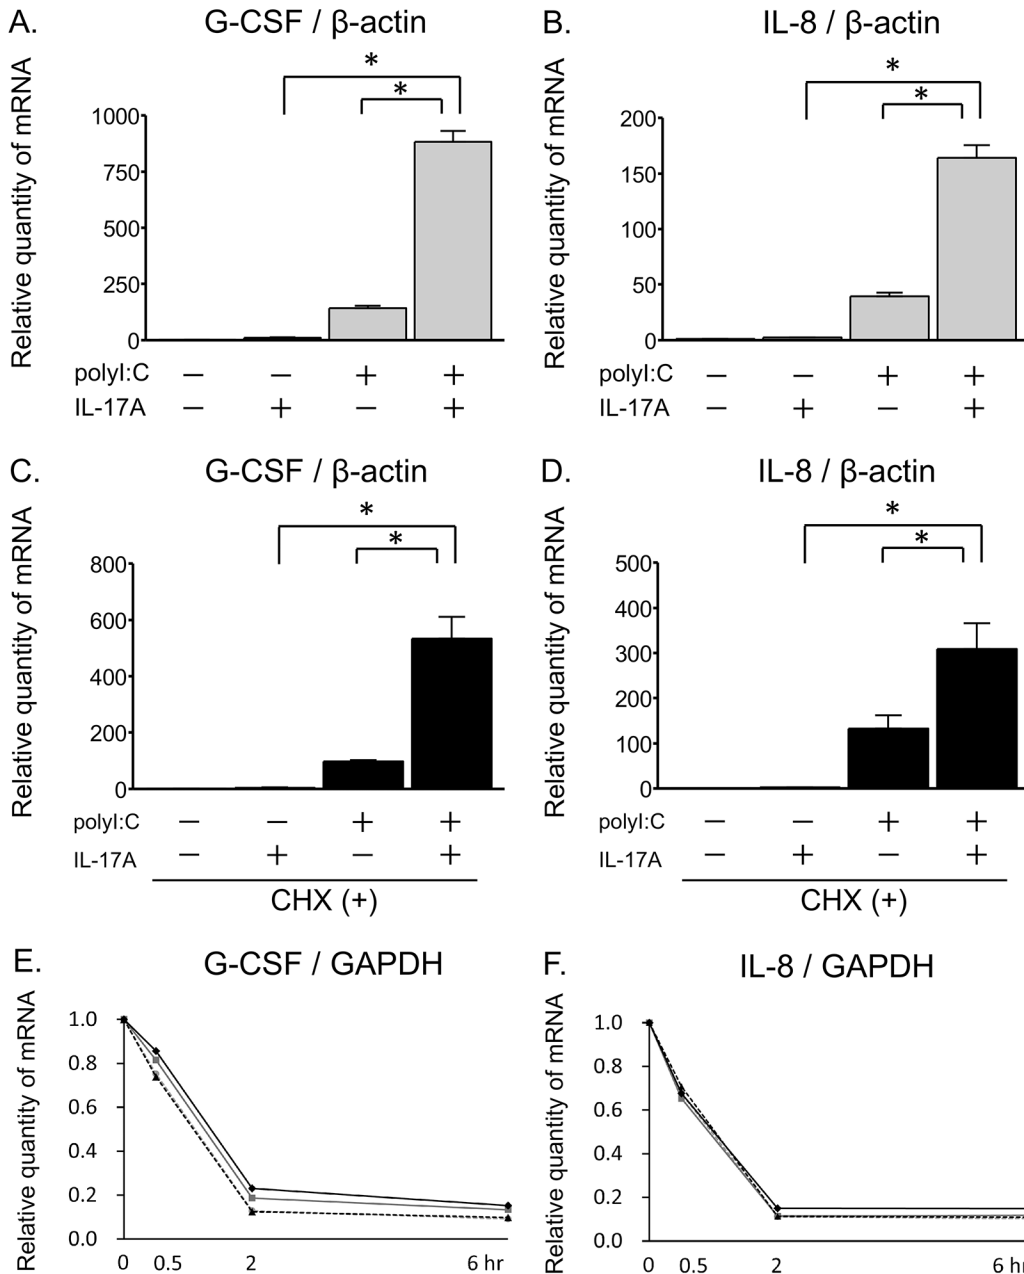 A.
G-CSF / β-actin
Relative quantity of mRNA
* *
1000
750
500
250
0
polyI:C — — + +
IL-17A — + — +
B.
IL-8 / β-actin
Relative quantity of mRNA
* *
200
150
100
50
0
polyI:C — — + +
IL-17A — + — +
C.
G-CSF / β-actin
Relative quantity of mRNA
* *
800
600
400
200
0
polyI:C — — + +
IL-17A — + — +
CHX (+)
D.
IL-8 / β-actin
Relative quantity of mRNA
* *
500
400
300
200
100
0
polyI:C — — + +
IL-17A — + — +
CHX (+)
E.
G-CSF / GAPDH
Relative quantity of mRNA
1.0
0.8
0.6
0.4
0.2
0.0
0 0.5 2 6 hr
F.
IL-8 / GAPDH
Relative quantity of mRNA
1.0
0.8
0.6
0.4
0.2
0.0
0 0.5 2 6 hr